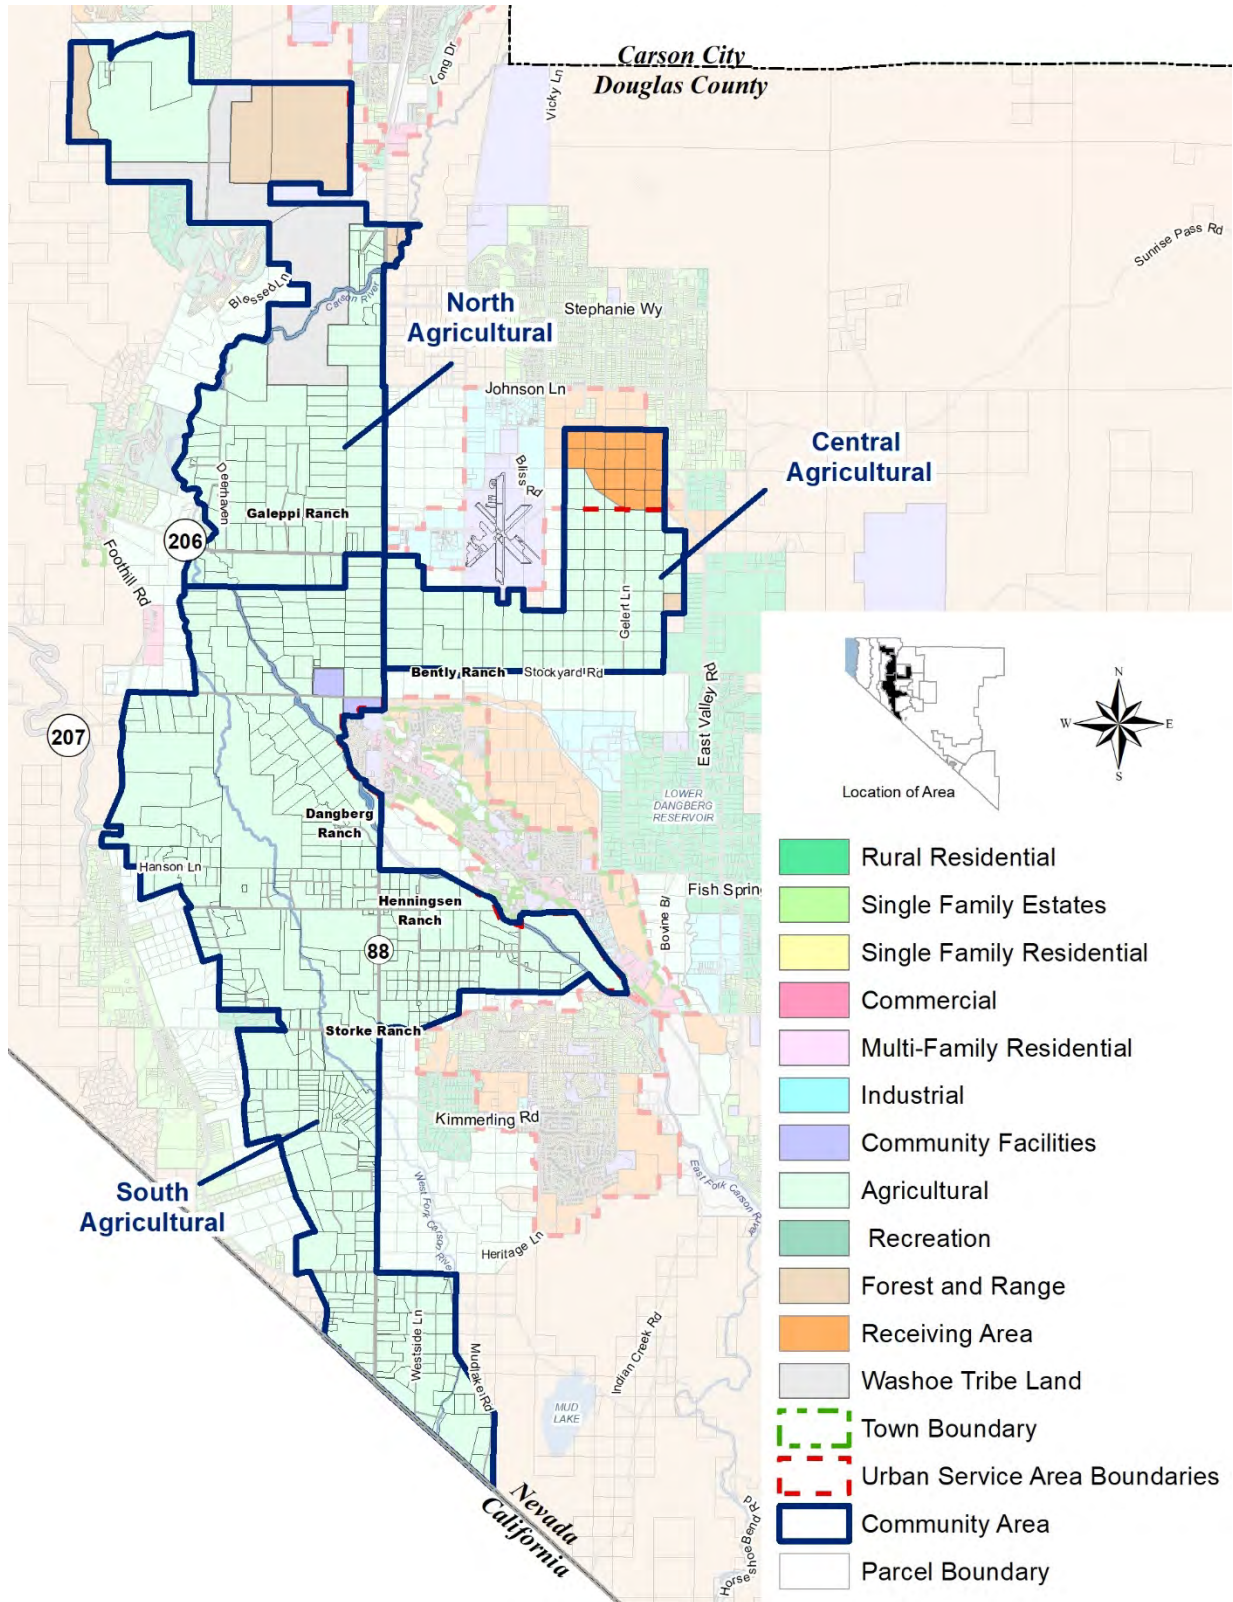 Carson City
Douglas County
Long Dr
Vicky Ln
Sunrise Pass Rd
Blossed Ln
Carson River
North
Agricultural
Stephanie Wy
Johnson Ln
Central
Agricultural
Bliss Rd
Deerhaven
Galeppi Ranch
206
Foothill Rd
Gelert Ln
Bently Ranch
Stockyard Rd
East Valley Rd
207
N
W
E
S
Location of Area
LOWER
DANGBERG
RESERVOIR
Dangberg
Ranch
Hanson Ln
Henningsen
Ranch
Fish Spring
Bovine Br
88
Storke Ranch
Kimmerling Rd
South
Agricultural
West Fork Carson River
East Fork Carson River
Heritage Ln
Westside Ln
Mudlake Rd
Indian Creek Rd
MUD
LAKE
Nevada
California
Horseshoe Bend Rd
Rural Residential
Single Family Estates
Single Family Residential
Commercial
Multi-Family Residential
Industrial
Community Facilities
Agricultural
Recreation
Forest and Range
Receiving Area
Washoe Tribe Land
Town Boundary
Urban Service Area Boundaries
Community Area
Parcel Boundary